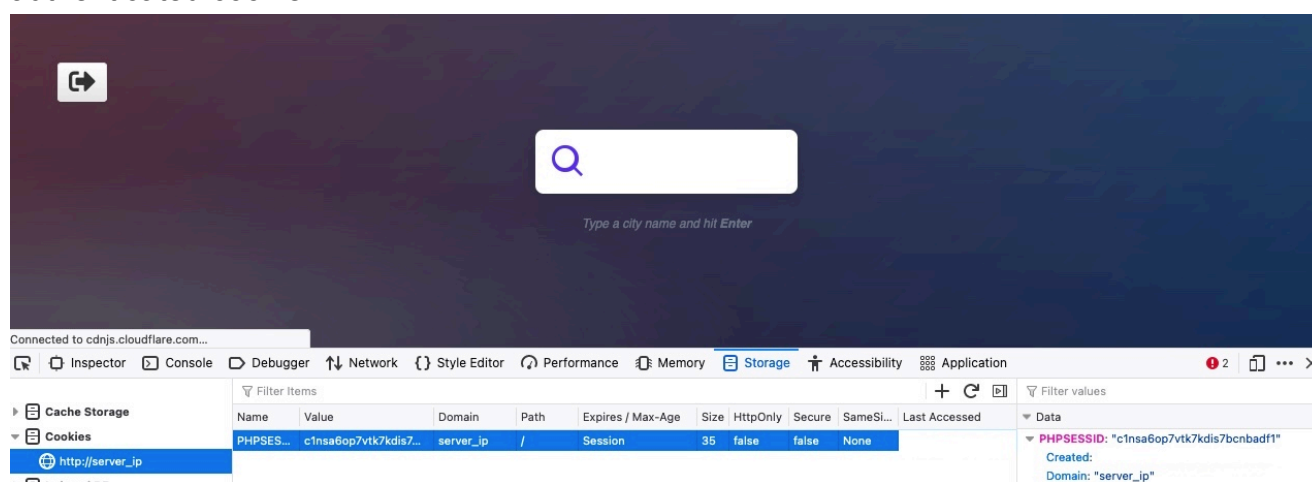 Type a city name and hit Enter
Connected to cdnjs.cloudflare.com...
Inspector Console Debugger Network {} Style Editor Performance Memory Storage Accessibility Application 2
Filter Items
Filter values
Cache Storage
Name Value Domain Path Expires / Max-Age Size HttpOnly Secure SameSi... Last Accessed
Data
Cookies
PHPSES... c1nsa6op7vtk7kdis7... server_ip / Session 35 false false None
PHPSESSID: "c1nsa6op7vtk7kdis7bcnbadf1"
http://server_ip
Created:
Domain: "server_ip"